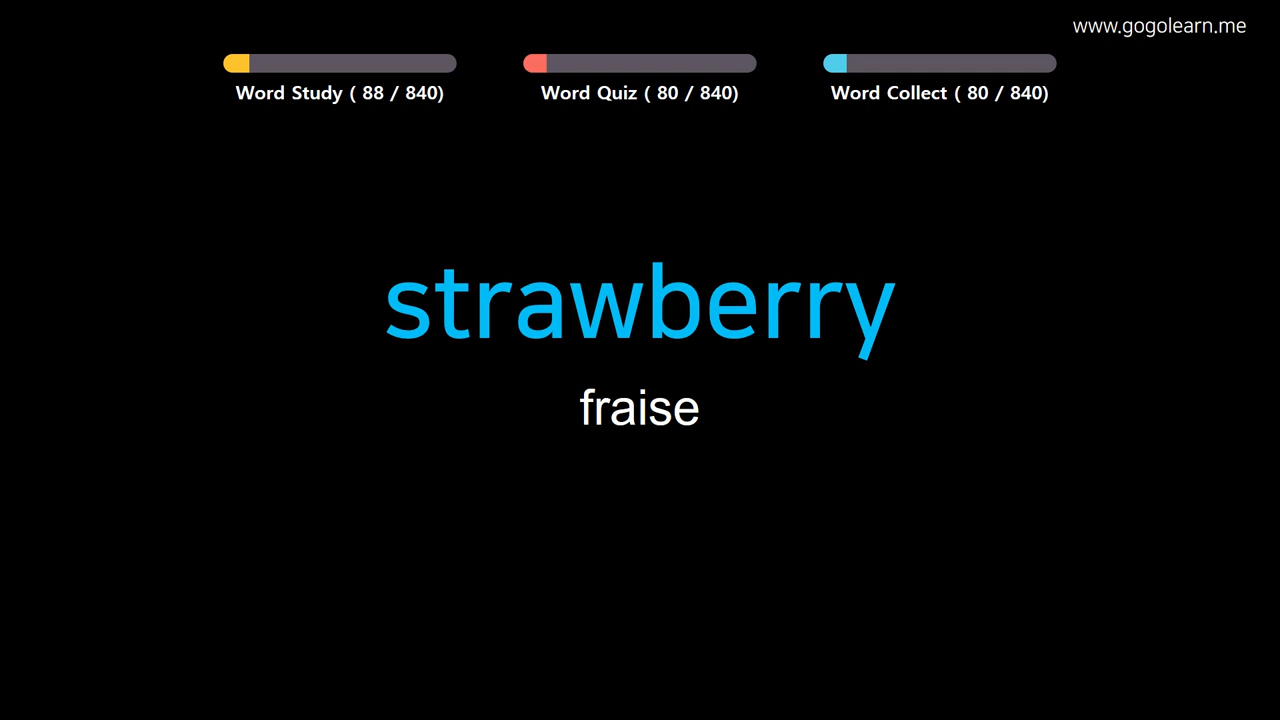 www.gogolearn.me
Word Study ( 88 / 840)
Word Quiz ( 80 / 840)
Word Collect ( 80 / 840)
strawberry
fraise